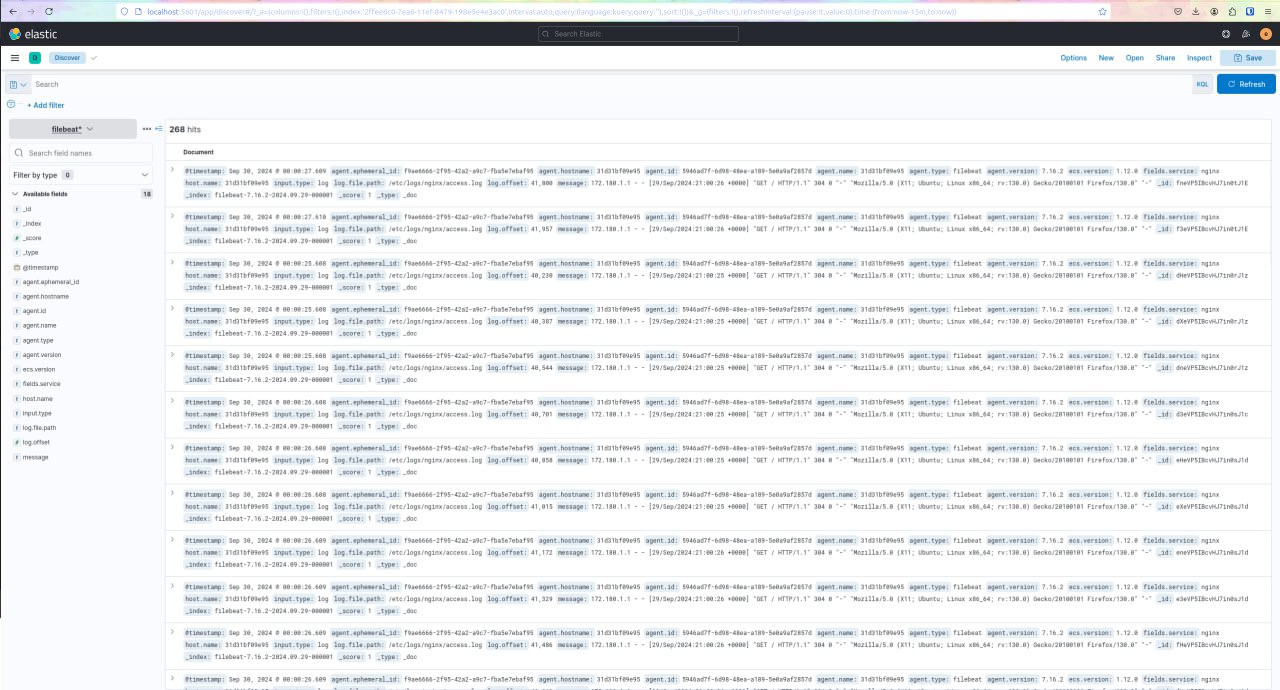 elastic
Search Elastic
D Discover
Options New Open Share Inspect Save
Search
KQL Refresh
+ Add filter
filebeat*
268 hits
Search field names
Filter by type 0
Available fields 18
_id
_index
_score
_type
@timestamp
agent.ephemeral_id
agent.hostname
agent.id
agent.name
agent.type
agent.version
ecs.version
fields.service
host.name
input.type
log.file.path
log.offset
message
Document
@timestamp: Sep 30, 2024 @ 00:00:27.609 agent.ephemeral_id: f9ae6666-2f95-42a2-a9c7-fba5e7ebaf95 agent.hostname: 31d31bf09e95 agent.id: 5946ad7f-6d98-48ea-a189-5e0a9af2857d agent.name: 31d31bf09e95 agent.type: filebeat agent.version: 7.16.2 ecs.version: 1.12.0 fields.service: nginx
host.name: 31d31bf09e95 input.type: log log.file.path: /etc/logs/nginx/access.log log.offset: 41,800 message: 172.180.1.1 - - [29/Sep/2024:21:00:26 +0000] "GET / HTTP/1.1" 304 0 "-" "Mozilla/5.0 (X11; Ubuntu; Linux x86_64; rv:130.0) Gecko/20100101 Firefox/130.0" "-" _id:
_index: filebeat-7.16.2-2024.09.29-000001 _score: 1 _type: _doc
@timestamp: Sep 30, 2024 @ 00:00:27.610 agent.ephemeral_id: f9ae6666-2f95-42a2-a9c7-fba5e7ebaf95 agent.hostname: 31d31bf09e95 agent.id: 5946ad7f-6d98-48ea-a189-5e0a9af2857d agent.name: 31d31bf09e95 agent.type: filebeat agent.version: 7.16.2 ecs.version: 1.12.0 fields.service: nginx
host.name: 31d31bf09e95 input.type: log log.file.path: /etc/logs/nginx/access.log log.offset: 41,957 message: 172.180.1.1 - - [29/Sep/2024:21:00:26 +0000] "GET / HTTP/1.1" 304 0 "-" "Mozilla/5.0 (X11; Ubuntu; Linux x86_64; rv:130.0) Gecko/20100101 Firefox/130.0" "-" _id:
_index: filebeat-7.16.2-2024.09.29-000001 _score: 1 _type: _doc
@timestamp: Sep 30, 2024 @ 00:00:25.608 agent.ephemeral_id: f9ae6666-2f95-42a2-a9c7-fba5e7ebaf95 agent.hostname: 31d31bf09e95 agent.id: 5946ad7f-6d98-48ea-a189-5e0a9af2857d agent.name: 31d31bf09e95 agent.type: filebeat agent.version: 7.16.2 ecs.version: 1.12.0 fields.service: nginx
host.name: 31d31bf09e95 input.type: log log.file.path: /etc/logs/nginx/access.log log.offset: 40,230 message: 172.180.1.1 - - [29/Sep/2024:21:00:25 +0000] "GET / HTTP/1.1" 304 0 "-" "Mozilla/5.0 (X11; Ubuntu; Linux x86_64; rv:130.0) Gecko/20100101 Firefox/130.0" "-" _id:
_index: filebeat-7.16.2-2024.09.29-000001 _score: 1 _type: _doc
@timestamp: Sep 30, 2024 @ 00:00:25.608 agent.ephemeral_id: f9ae6666-2f95-42a2-a9c7-fba5e7ebaf95 agent.hostname: 31d31bf09e95 agent.id: 5946ad7f-6d98-48ea-a189-5e0a9af2857d agent.name: 31d31bf09e95 agent.type: filebeat agent.version: 7.16.2 ecs.version: 1.12.0 fields.service: nginx
host.name: 31d31bf09e95 input.type: log log.file.path: /etc/logs/nginx/access.log log.offset: 40,387 message: 172.180.1.1 - - [29/Sep/2024:21:00:25 +0000] "GET / HTTP/1.1" 304 0 "-" "Mozilla/5.0 (X11; Ubuntu; Linux x86_64; rv:130.0) Gecko/20100101 Firefox/130.0" "-" _id:
_index: filebeat-7.16.2-2024.09.29-000001 _score: 1 _type: _doc
@timestamp: Sep 30, 2024 @ 00:00:25.608 agent.ephemeral_id: f9ae6666-2f95-42a2-a9c7-fba5e7ebaf95 agent.hostname: 31d31bf09e95 agent.id: 5946ad7f-6d98-48ea-a189-5e0a9af2857d agent.name: 31d31bf09e95 agent.type: filebeat agent.version: 7.16.2 ecs.version: 1.12.0 fields.service: nginx
host.name: 31d31bf09e95 input.type: log log.file.path: /etc/logs/nginx/access.log log.offset: 40,544 message: 172.180.1.1 - - [29/Sep/2024:21:00:25 +0000] "GET / HTTP/1.1" 304 0 "-" "Mozilla/5.0 (X11; Ubuntu; Linux x86_64; rv:130.0) Gecko/20100101 Firefox/130.0" "-" _id:
_index: filebeat-7.16.2-2024.09.29-000001 _score: 1 _type: _doc
@timestamp: Sep 30, 2024 @ 00:00:26.608 agent.ephemeral_id: f9ae6666-2f95-42a2-a9c7-fba5e7ebaf95 agent.hostname: 31d31bf09e95 agent.id: 5946ad7f-6d98-48ea-a189-5e0a9af2857d agent.name: 31d31bf09e95 agent.type: filebeat agent.version: 7.16.2 ecs.version: 1.12.0 fields.service: nginx
host.name: 31d31bf09e95 input.type: log log.file.path: /etc/logs/nginx/access.log log.offset: 40,701 message: 172.180.1.1 - - [29/Sep/2024:21:00:25 +0000] "GET / HTTP/1.1" 304 0 "-" "Mozilla/5.0 (X11; Ubuntu; Linux x86_64; rv:130.0) Gecko/20100101 Firefox/130.0" "-" _id:
_index: filebeat-7.16.2-2024.09.29-000001 _score: 1 _type: _doc
@timestamp: Sep 30, 2024 @ 00:00:26.608 agent.ephemeral_id: f9ae6666-2f95-42a2-a9c7-fba5e7ebaf95 agent.hostname: 31d31bf09e95 agent.id: 5946ad7f-6d98-48ea-a189-5e0a9af2857d agent.name: 31d31bf09e95 agent.type: filebeat agent.version: 7.16.2 ecs.version: 1.12.0 fields.service: nginx
host.name: 31d31bf09e95 input.type: log log.file.path: /etc/logs/nginx/access.log log.offset: 40,858 message: 172.180.1.1 - - [29/Sep/2024:21:00:26 +0000] "GET / HTTP/1.1" 304 0 "-" "Mozilla/5.0 (X11; Ubuntu; Linux x86_64; rv:130.0) Gecko/20100101 Firefox/130.0" "-" _id:
_index: filebeat-7.16.2-2024.09.29-000001 _score: 1 _type: _doc
@timestamp: Sep 30, 2024 @ 00:00:26.608 agent.ephemeral_id: f9ae6666-2f95-42a2-a9c7-fba5e7ebaf95 agent.hostname: 31d31bf09e95 agent.id: 5946ad7f-6d98-48ea-a189-5e0a9af2857d agent.name: 31d31bf09e95 agent.type: filebeat agent.version: 7.16.2 ecs.version: 1.12.0 fields.service: nginx
host.name: 31d31bf09e95 input.type: log log.file.path: /etc/logs/nginx/access.log log.offset: 41,015 message: 172.180.1.1 - - [29/Sep/2024:21:00:26 +0000] "GET / HTTP/1.1" 304 0 "-" "Mozilla/5.0 (X11; Ubuntu; Linux x86_64; rv:130.0) Gecko/20100101 Firefox/130.0" "-" _id:
_index: filebeat-7.16.2-2024.09.29-000001 _score: 1 _type: _doc
@timestamp: Sep 30, 2024 @ 00:00:26.609 agent.ephemeral_id: f9ae6666-2f95-42a2-a9c7-fba5e7ebaf95 agent.hostname: 31d31bf09e95 agent.id: 5946ad7f-6d98-48ea-a189-5e0a9af2857d agent.name: 31d31bf09e95 agent.type: filebeat agent.version: 7.16.2 ecs.version: 1.12.0 fields.service: nginx
host.name: 31d31bf09e95 input.type: log log.file.path: /etc/logs/nginx/access.log log.offset: 41,172 message: 172.180.1.1 - - [29/Sep/2024:21:00:26 +0000] "GET / HTTP/1.1" 304 0 "-" "Mozilla/5.0 (X11; Ubuntu; Linux x86_64; rv:130.0) Gecko/20100101 Firefox/130.0" "-" _id:
_index: filebeat-7.16.2-2024.09.29-000001 _score: 1 _type: _doc
@timestamp: Sep 30, 2024 @ 00:00:26.609 agent.ephemeral_id: f9ae6666-2f95-42a2-a9c7-fba5e7ebaf95 agent.hostname: 31d31bf09e95 agent.id: 5946ad7f-6d98-48ea-a189-5e0a9af2857d agent.name: 31d31bf09e95 agent.type: filebeat agent.version: 7.16.2 ecs.version: 1.12.0 fields.service: nginx
host.name: 31d31bf09e95 input.type: log log.file.path: /etc/logs/nginx/access.log log.offset: 41,329 message: 172.180.1.1 - - [29/Sep/2024:21:00:26 +0000] "GET / HTTP/1.1" 304 0 "-" "Mozilla/5.0 (X11; Ubuntu; Linux x86_64; rv:130.0) Gecko/20100101 Firefox/130.0" "-" _id:
_index: filebeat-7.16.2-2024.09.29-000001 _score: 1 _type: _doc
@timestamp: Sep 30, 2024 @ 00:00:26.609 agent.ephemeral_id: f9ae6666-2f95-42a2-a9c7-fba5e7ebaf95 agent.hostname: 31d31bf09e95 agent.id: 5946ad7f-6d98-48ea-a189-5e0a9af2857d agent.name: 31d31bf09e95 agent.type: filebeat agent.version: 7.16.2 ecs.version: 1.12.0 fields.service: nginx
host.name: 31d31bf09e95 input.type: log log.file.path: /etc/logs/nginx/access.log log.offset: 41,486 message: 172.180.1.1 - - [29/Sep/2024:21:00:26 +0000] "GET / HTTP/1.1" 304 0 "-" "Mozilla/5.0 (X11; Ubuntu; Linux x86_64; rv:130.0) Gecko/20100101 Firefox/130.0" "-" _id:
_index: filebeat-7.16.2-2024.09.29-000001 _score: 1 _type: _doc
@timestamp: Sep 30, 2024 @ 00:00:26.609 agent.ephemeral_id: f9ae6666-2f95-42a2-a9c7-fba5e7ebaf95 agent.hostname: 31d31bf09e95 agent.id: 5946ad7f-6d98-48ea-a189-5e0a9af2857d agent.name: 31d31bf09e95 agent.type: filebeat agent.version: 7.16.2 ecs.version: 1.12.0 fields.service: nginx